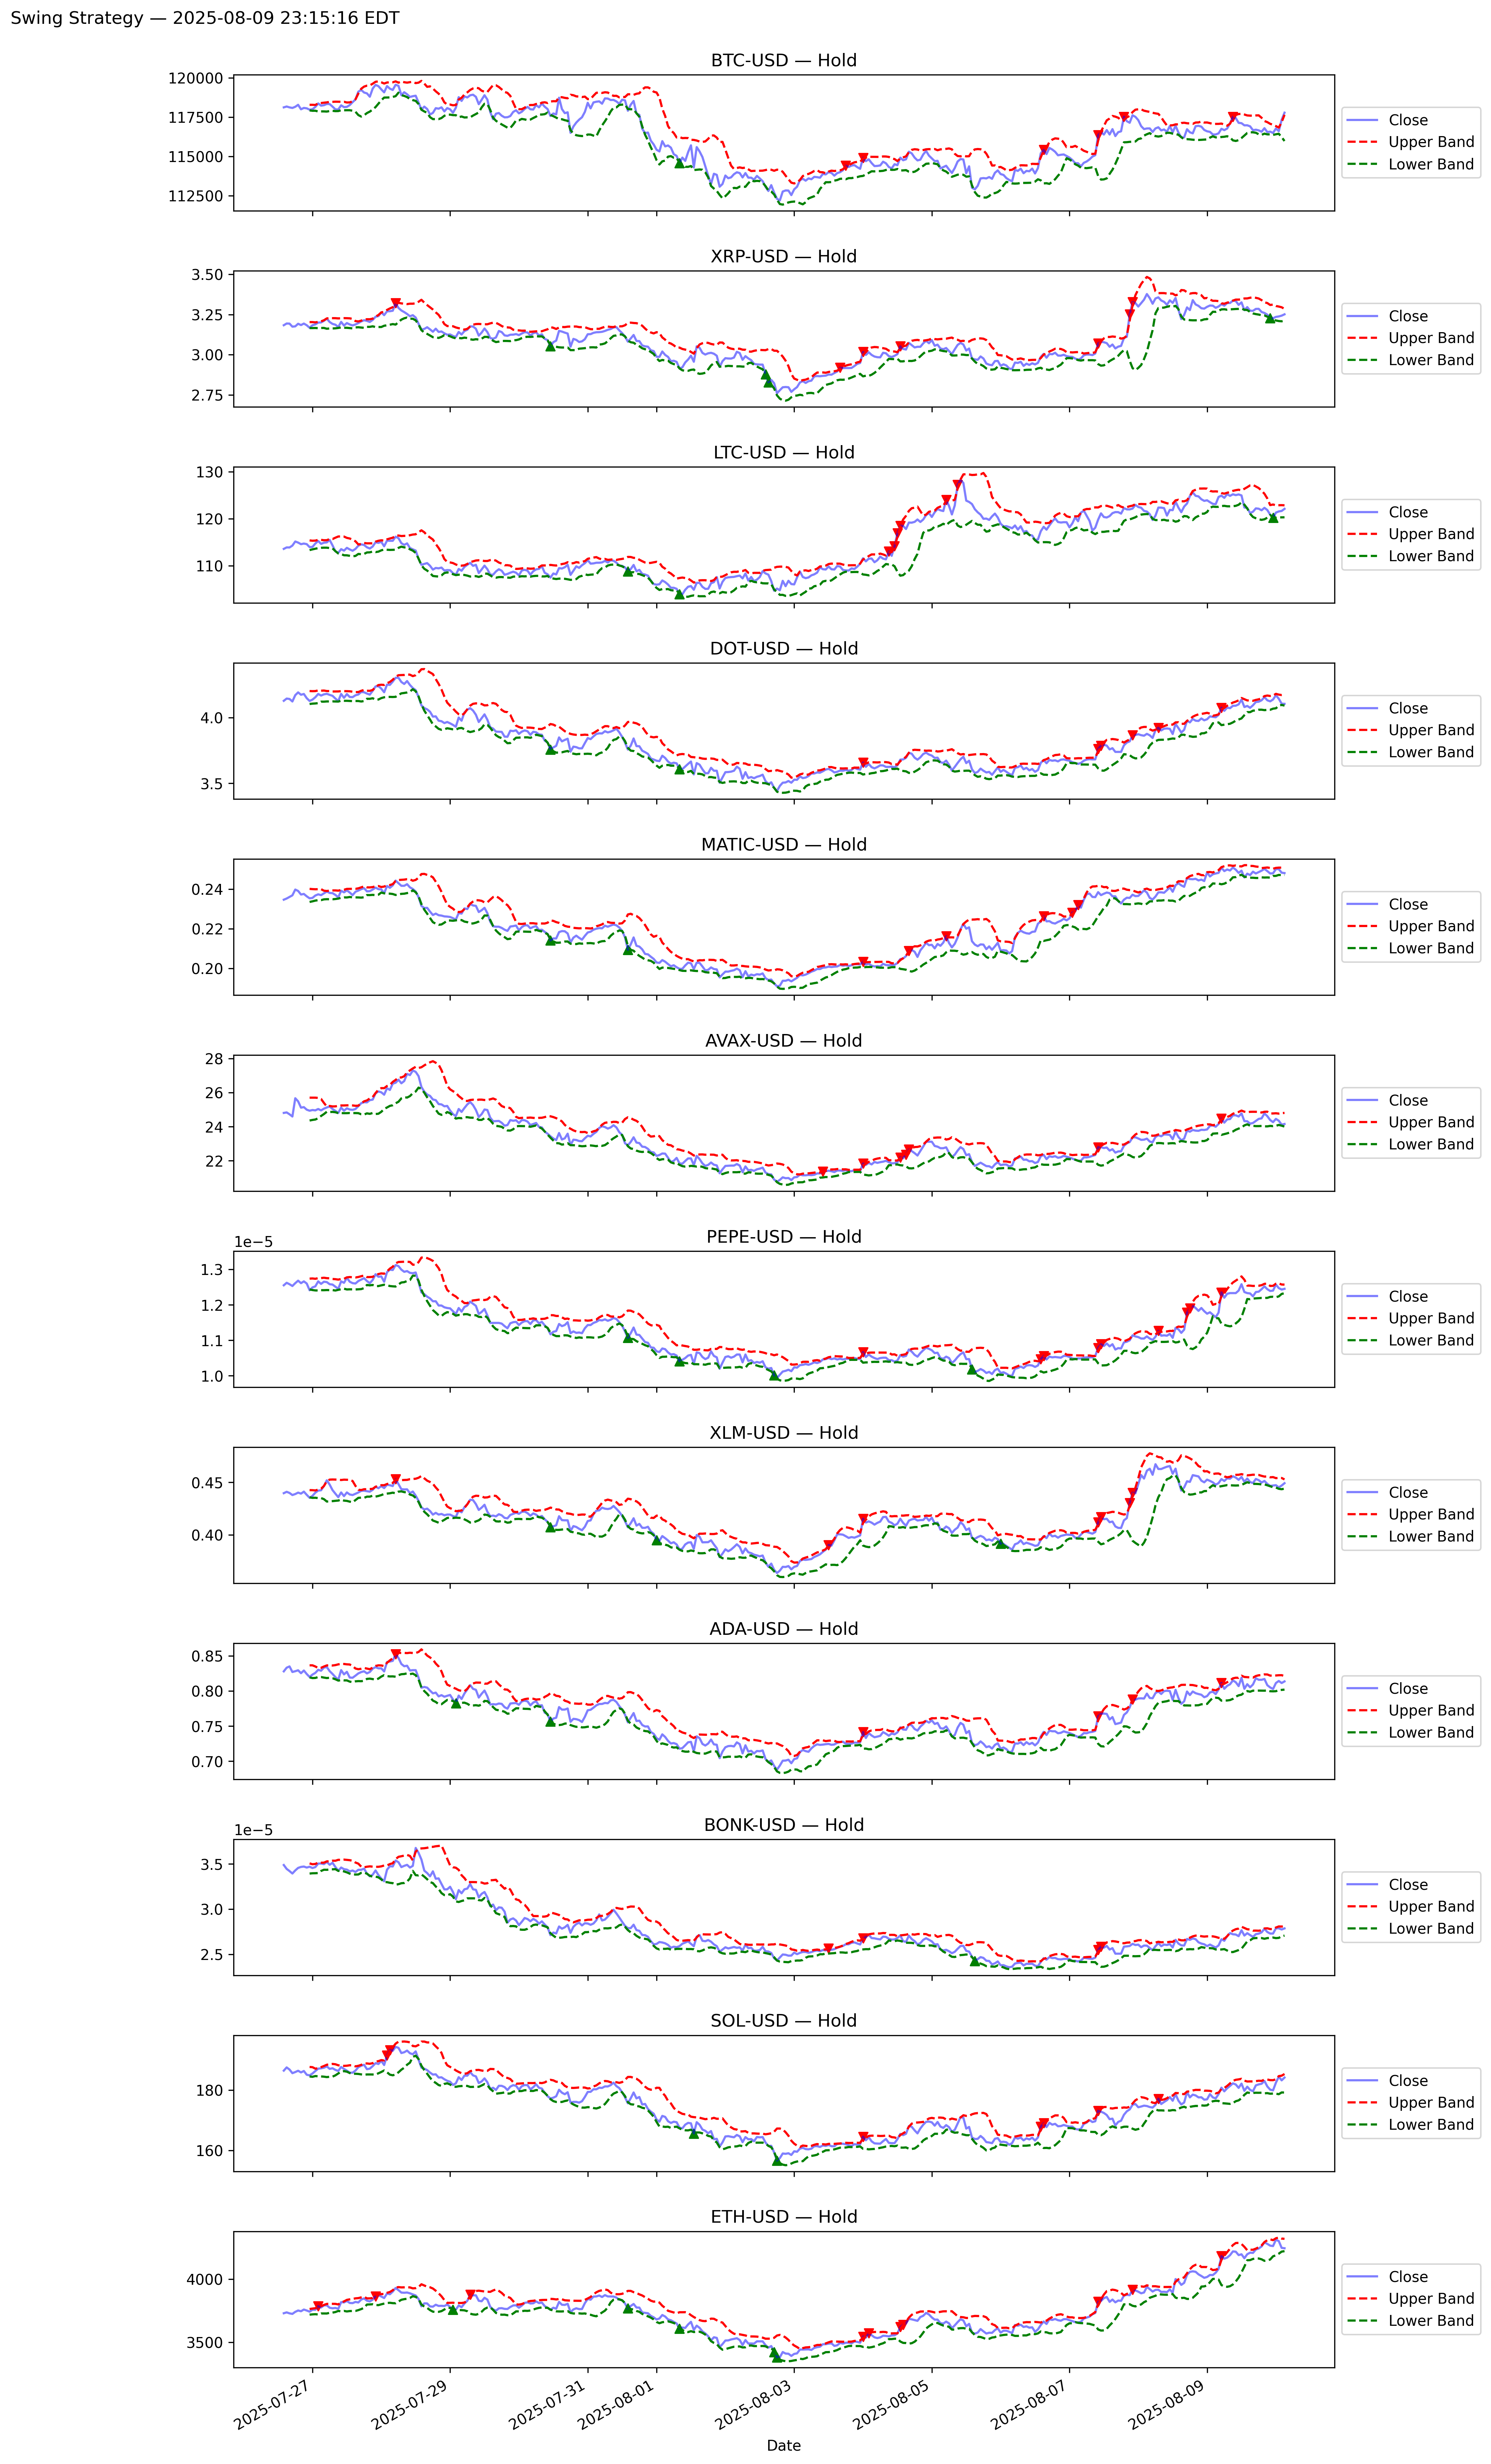 Swing Strategy — 2025-08-09 23:15:16 EDT
BTC-USD — Hold
120000
117500
115000
112500
Close
Upper Band
Lower Band
XRP-USD — Hold
3.50
3.25
3.00
2.75
Close
Upper Band
Lower Band
LTC-USD — Hold
130
120
110
Close
Upper Band
Lower Band
DOT-USD — Hold
4.0
3.5
Close
Upper Band
Lower Band
MATIC-USD — Hold
0.24
0.22
0.20
Close
Upper Band
Lower Band
AVAX-USD — Hold
28
26
24
22
Close
Upper Band
Lower Band
PEPE-USD — Hold
1e−5
1.3
1.2
1.1
1.0
Close
Upper Band
Lower Band
XLM-USD — Hold
0.45
0.40
Close
Upper Band
Lower Band
ADA-USD — Hold
0.85
0.80
0.75
0.70
Close
Upper Band
Lower Band
BONK-USD — Hold
1e−5
3.5
3.0
2.5
Close
Upper Band
Lower Band
SOL-USD — Hold
180
160
Close
Upper Band
Lower Band
ETH-USD — Hold
4000
3500
Close
Upper Band
Lower Band
2025-07-27
2025-07-29
2025-07-31
2025-08-01
2025-08-03
2025-08-05
2025-08-07
2025-08-09
Date